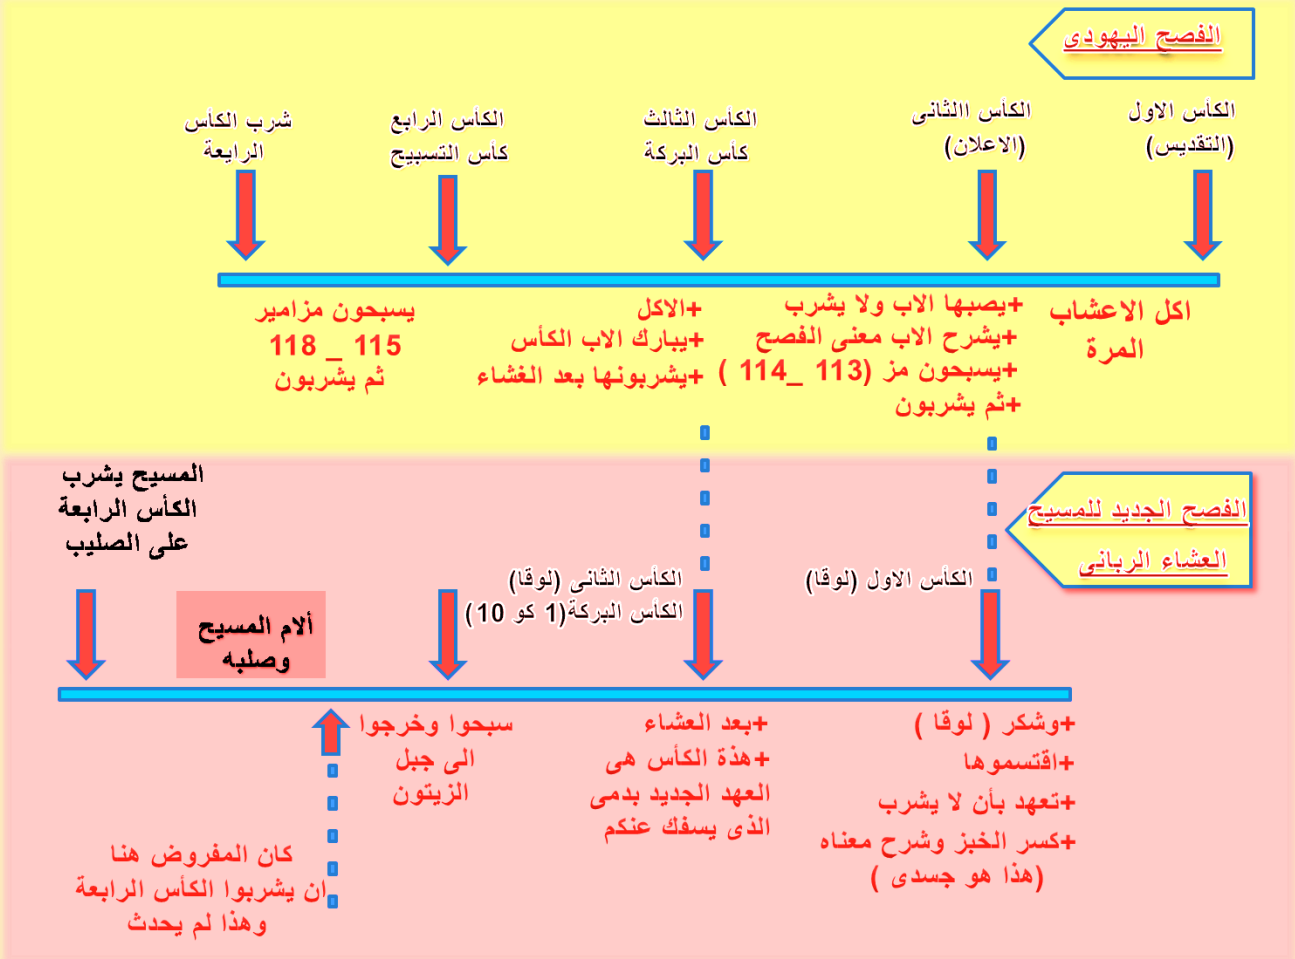 الفصح اليهودى
الكأس الاول
(التقديس)
الكأس االثانى
(الاعلان)
الكأس الثالث
كأس البركة
الكأس الرابع
كأس التسبيح
شرب الكأس
الرايعة
اكل الاعشاب
المرة
+يصبها الاب ولا يشرب
+يشرح الاب معنى الفصح
+يسبحون مز (113 _114 )
+ثم يشربون
+الاكل
+يبارك الاب الكأس
+يشربونها بعد الغشاء
يسبحون مزامير
115 _ 118
ثم يشربون
الفصح الجديد للمسيح
العشاء الربانى
الكأس الاول (لوقا)
الكأس الثانى (لوقا)
الكأس البركة(1 كو 10)
ألام المسيح
وصلبه
المسيح يشرب
الكأس الرابعة
على الصليب
+وشكر ( لوقا )
+اقتسموها
+تعهد بأن لا يشرب
+كسر الخبز وشرح معناه
(هذا هو جسدى )
+بعد العشاء
+هذة الكأس هى
العهد الجديد بدمى
الذى يسفك عنكم
سبحوا وخرجوا
الى جبل
الزيتون
كان المفروض هنا
ان يشربوا الكأس الرابعة
وهذا لم يحدث